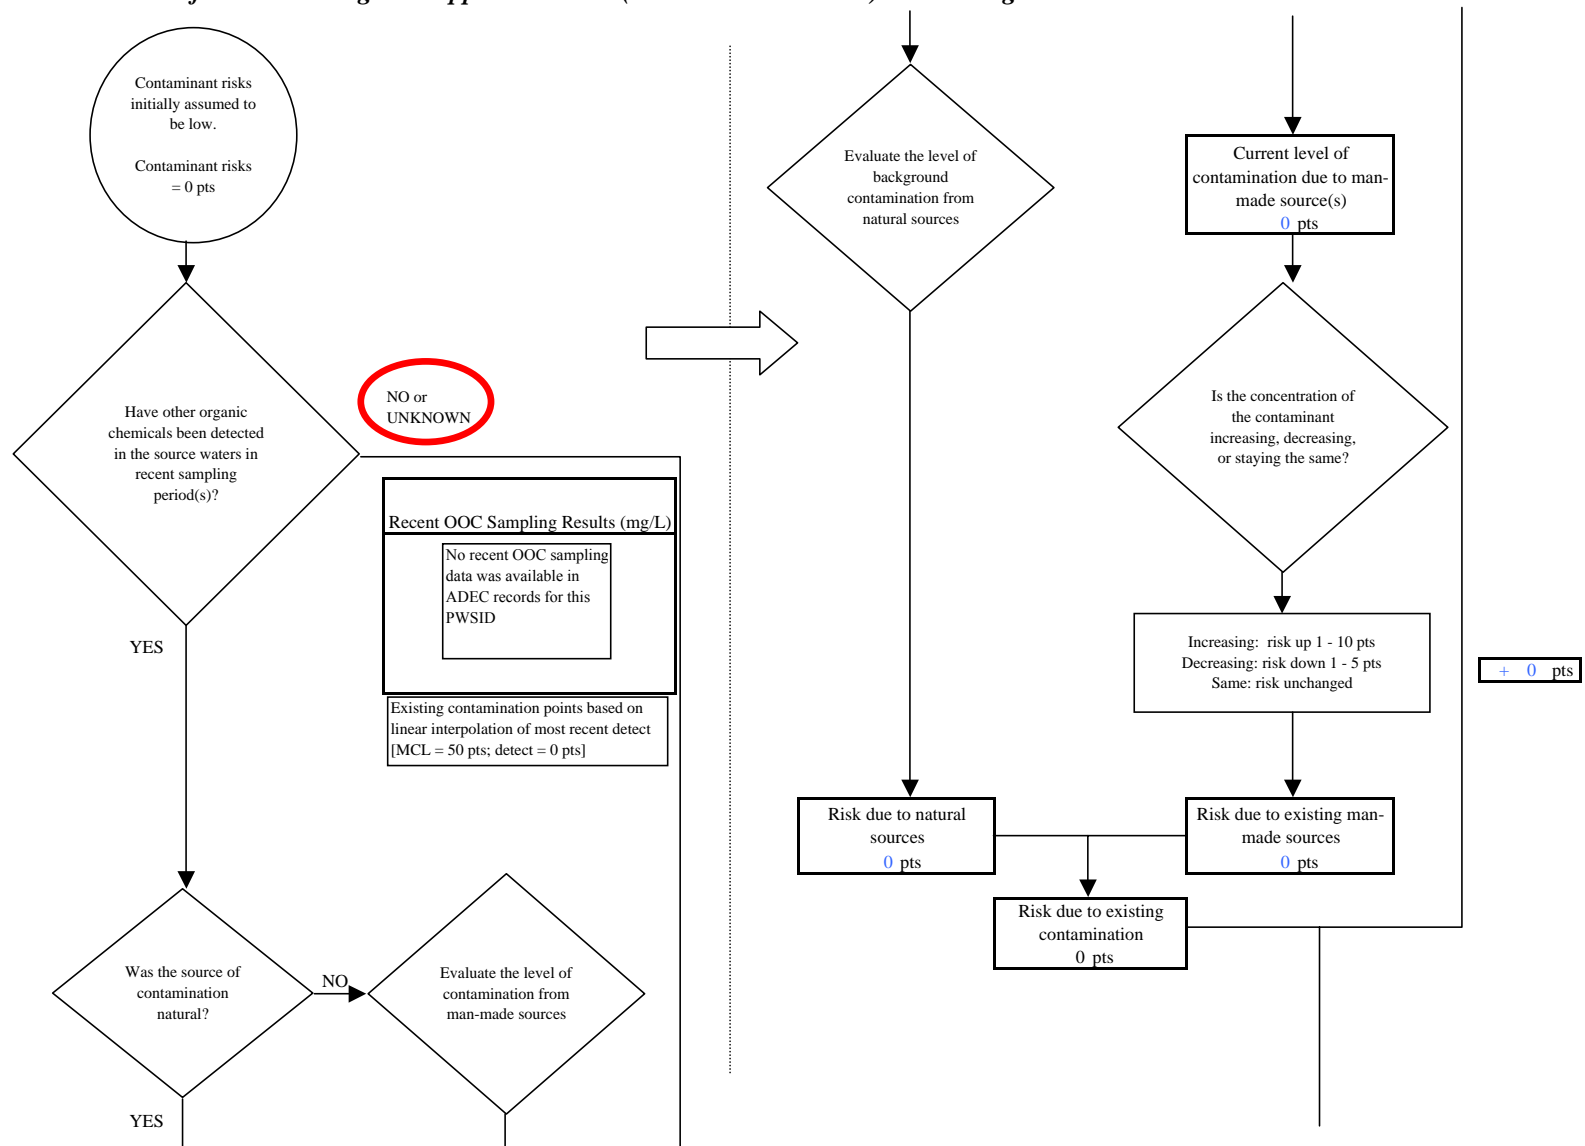 Contaminant risks
initially assumed to
be low.
Contaminant risks
= 0 pts
Have other organic
chemicals been detected
in the source waters in
recent sampling
period(s)?
NO or
UNKNOWN
Recent OOC Sampling Results (mg/L)
No recent OOC sampling
data was available in
ADEC records for this
PWSID
Existing contamination points based on
linear interpolation of most recent detect
[MCL = 50 pts; detect = 0 pts]
YES
Was the source of
contamination
natural?
NO
Evaluate the level of
contamination from
man-made sources
YES
Evaluate the level of
background
contamination from
natural sources
Current level of
contamination due to man-
made source(s)
0 pts
Is the concentration of
the contaminant
increasing, decreasing,
or staying the same?
Increasing: risk up 1 - 10 pts
Decreasing: risk down 1 - 5 pts
Same: risk unchanged
+ 0 pts
Risk due to natural
sources
0 pts
Risk due to existing man-
made sources
0 pts
Risk due to existing
contamination
0 pts